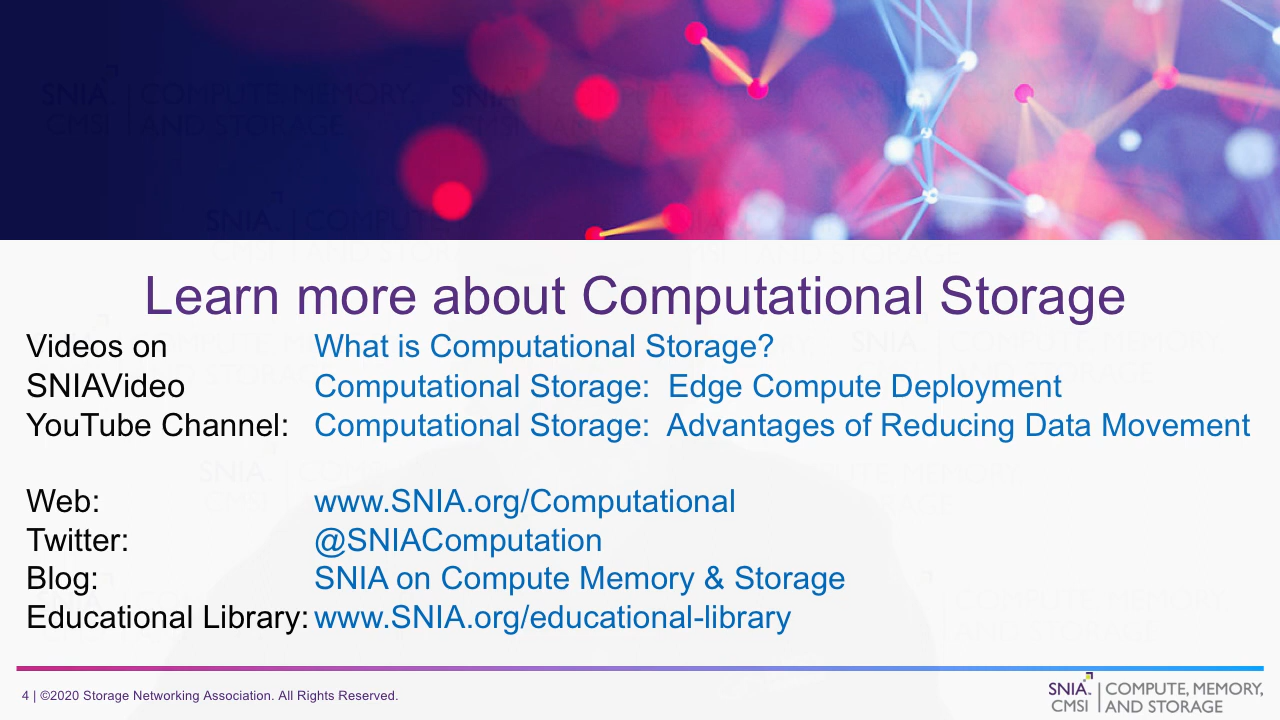 Learn more about Computational Storage
Videos on What is Computational Storage?
SNIAVideo Computational Storage: Edge Compute Deployment
YouTube Channel: Computational Storage: Advantages of Reducing Data Movement
Web: www.SNIA.org/Computational
Twitter: @SNIAComputation
Blog: SNIA on Compute Memory & Storage
Educational Library: www.SNIA.org/educational-library
4 | ©2020 Storage Networking Association. All Rights Reserved.
SNIA. | COMPUTE, MEMORY,
CMSI | AND STORAGE